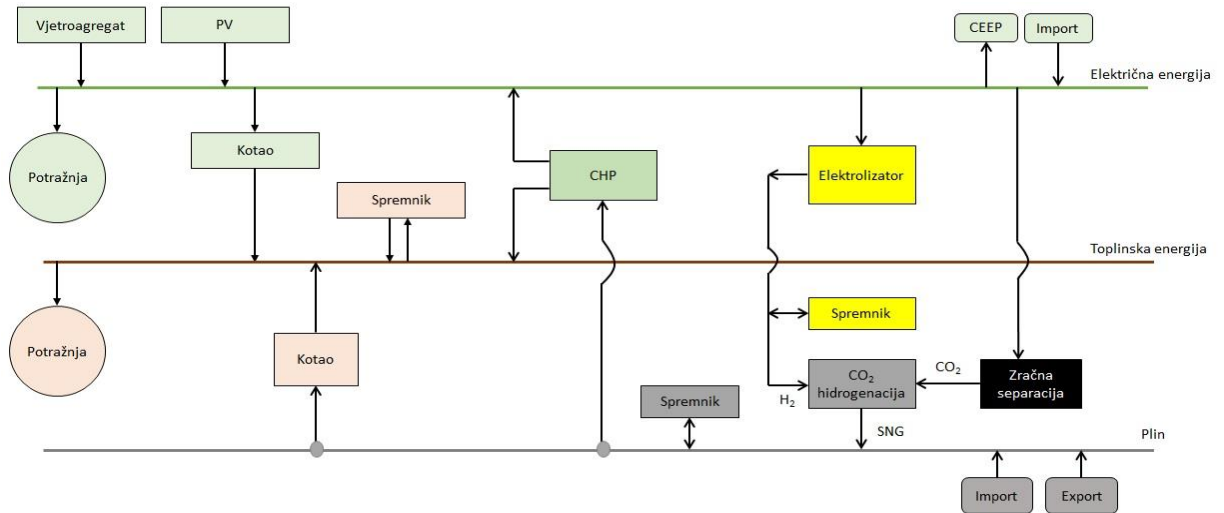 Vjetroagregat
PV
CEEP
Import
Električna energija
Potražnja
Kotao
Spremnik
CHP
Elektrolizator
Toplinska energija
Potražnja
Kotao
Spremnik
CO₂
hidrogenacija
CO₂
Zračna
separacija
H₂
Spremnik
SNG
Plin
Import
Export